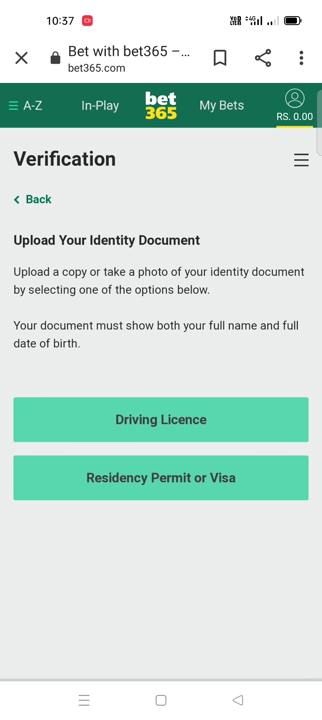 10:37
Bet with bet365 –...
bet365.com
A-Z
In-Play
bet
365
My Bets
RS. 0.00
Verification
Back
Upload Your Identity Document
Upload a copy or take a photo of your identity document
by selecting one of the options below.
Your document must show both your full name and full
date of birth.
Driving Licence
Residency Permit or Visa